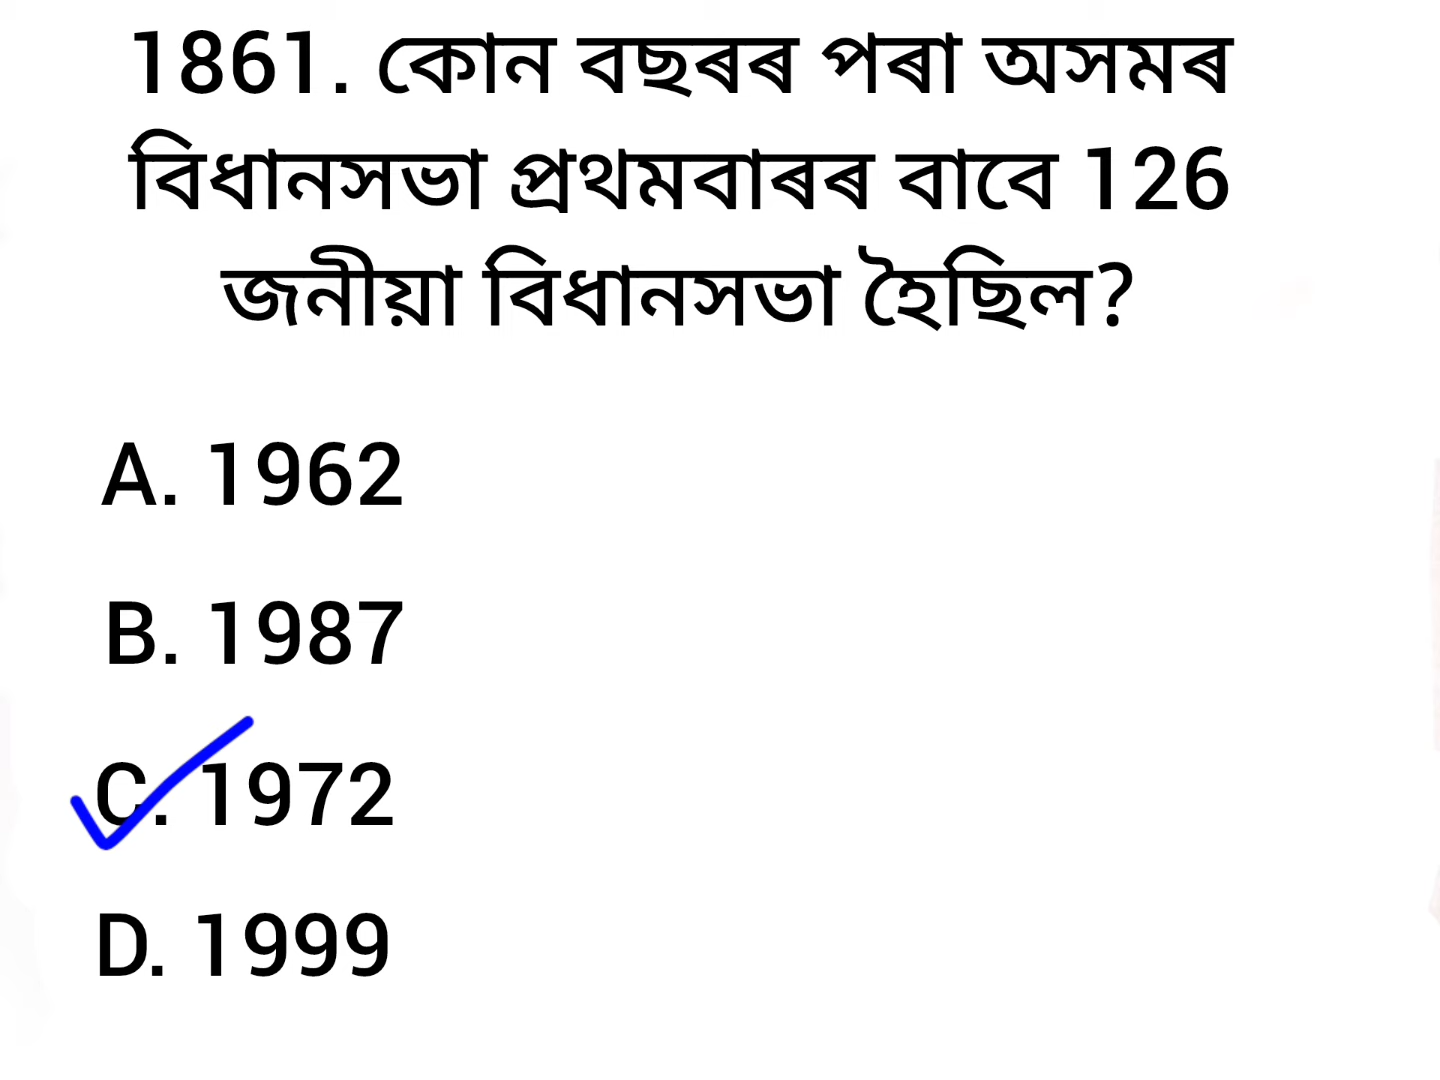 1861. কোন বছৰৰ পৰা অসমৰ
বিধানসভা প্ৰথমবাৰৰ বাবে 126
জনীয়া বিধানসভা হৈছিল?
A. 1962
B. 1987
C. 1972
D. 1999